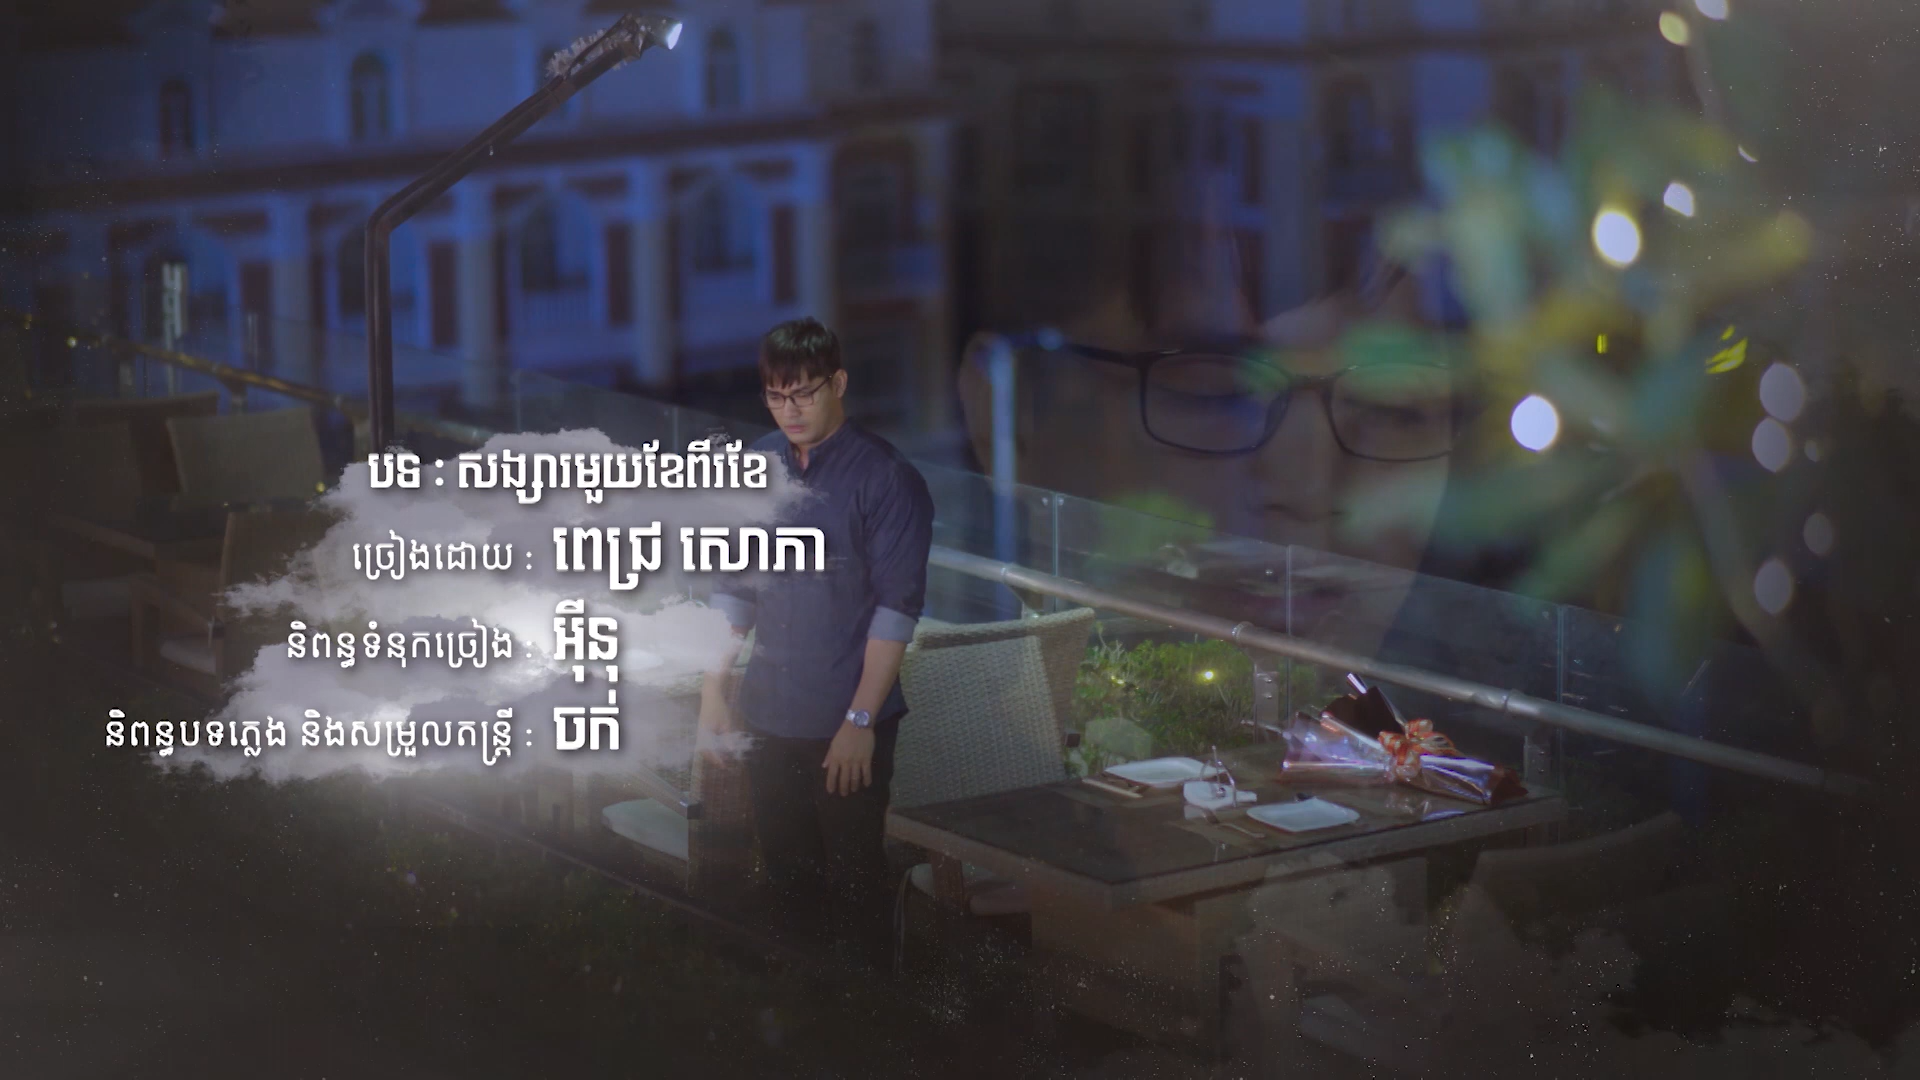 បទ : សង្សារមួយខែពីរខែ
ច្រៀងដោយ : ពេជ្រ សោភា
និពន្ធទំនុកច្រៀង : អ៊ីនុ
និពន្ធបទភ្លេង និងសម្រួលតន្ត្រី : ចក់